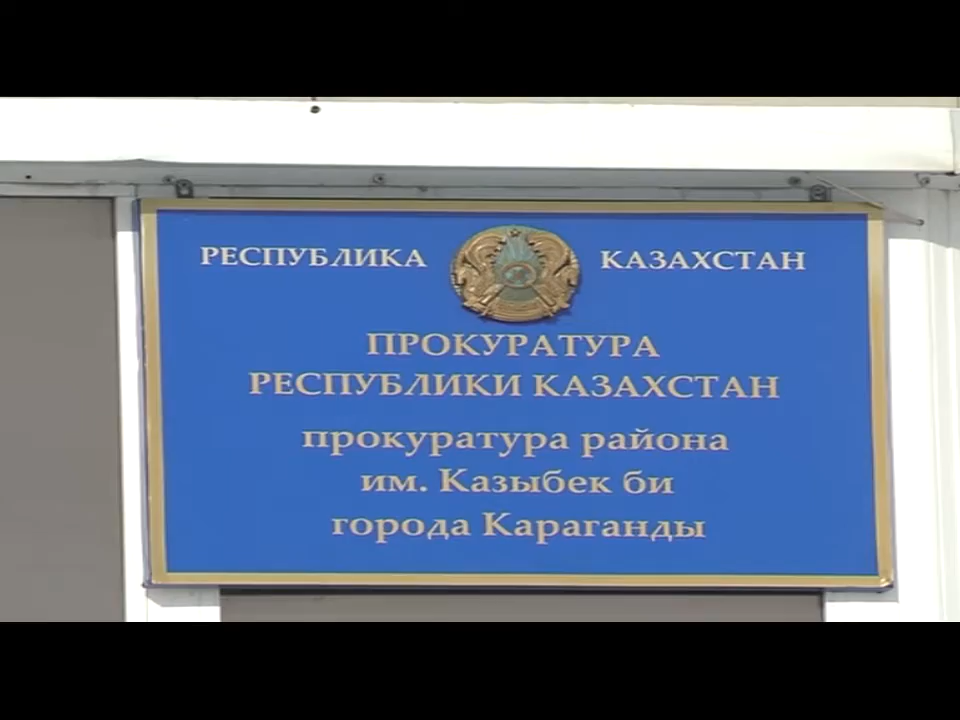 РЕСПУБЛИКА КАЗАХСТАН
ПРОКУРАТУРА
РЕСПУБЛИКИ КАЗАХСТАН
прокуратура района
им. Казыбек би
города Караганды